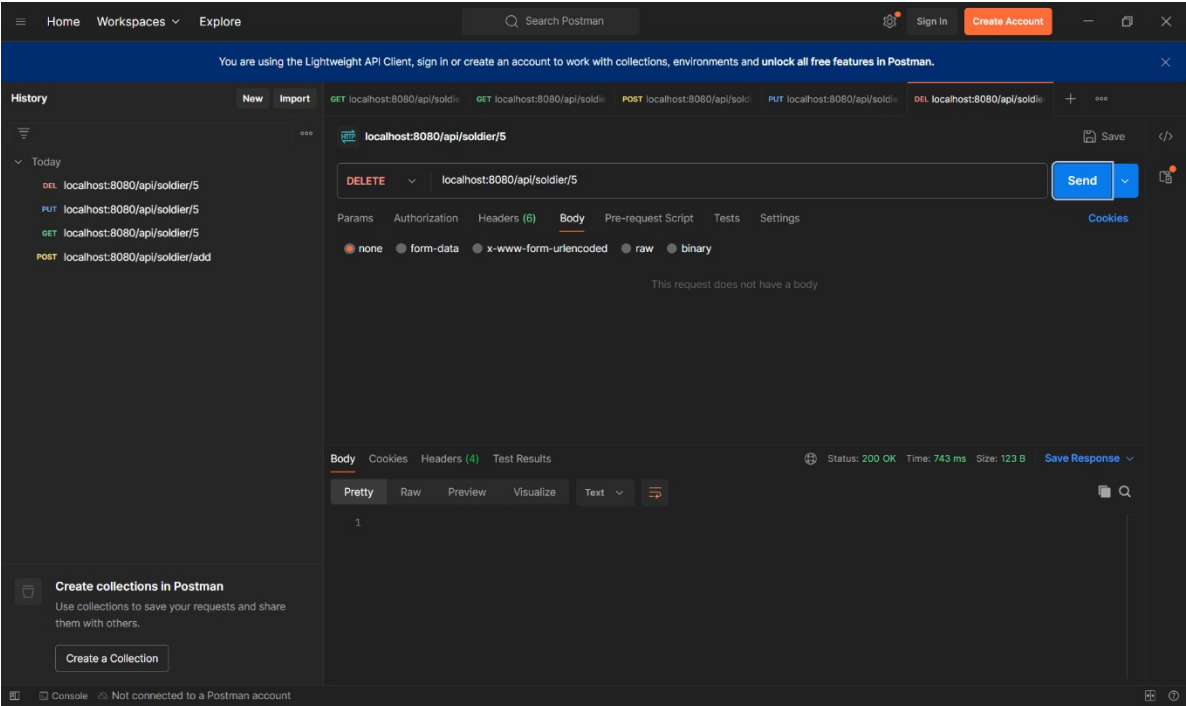 Home Workspaces Explore Search Postman Sign In Create Account
You are using the Lightweight API Client, sign in or create an account to work with collections, environments and unlock all free features in Postman.
History New Import
GET localhost:8080/api/soldie GET localhost:8080/api/soldie POST localhost:8080/api/sold PUT localhost:8080/api/soldie DEL localhost:8080/api/soldie
HTTP localhost:8080/api/soldier/5 Save
Today
DEL localhost:8080/api/soldier/5
PUT localhost:8080/api/soldier/5
GET localhost:8080/api/soldier/5
POST localhost:8080/api/soldier/add
DELETE localhost:8080/api/soldier/5 Send
Params Authorization Headers (6) Body Pre-request Script Tests Settings Cookies
none form-data x-www-form-urlencoded raw binary
This request does not have a body
Body Cookies Headers (4) Test Results Status: 200 OK Time: 743 ms Size: 123 B Save Response
Pretty Raw Preview Visualize Text
1
Create collections in Postman
Use collections to save your requests and share
them with others.
Create a Collection
Console Not connected to a Postman account